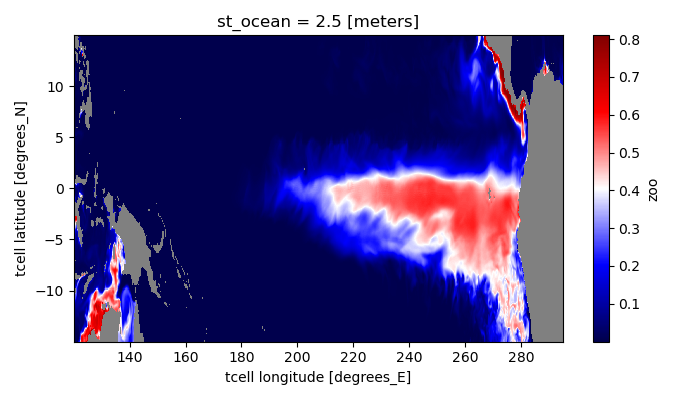 st_ocean = 2.5 [meters]
10
5
0
−5
−10
tcell latitude [degrees_N]
140 160 180 200 220 240 260 280
tcell longitude [degrees_E]
0.8
0.7
0.6
0.5
0.4
0.3
0.2
0.1
zoo